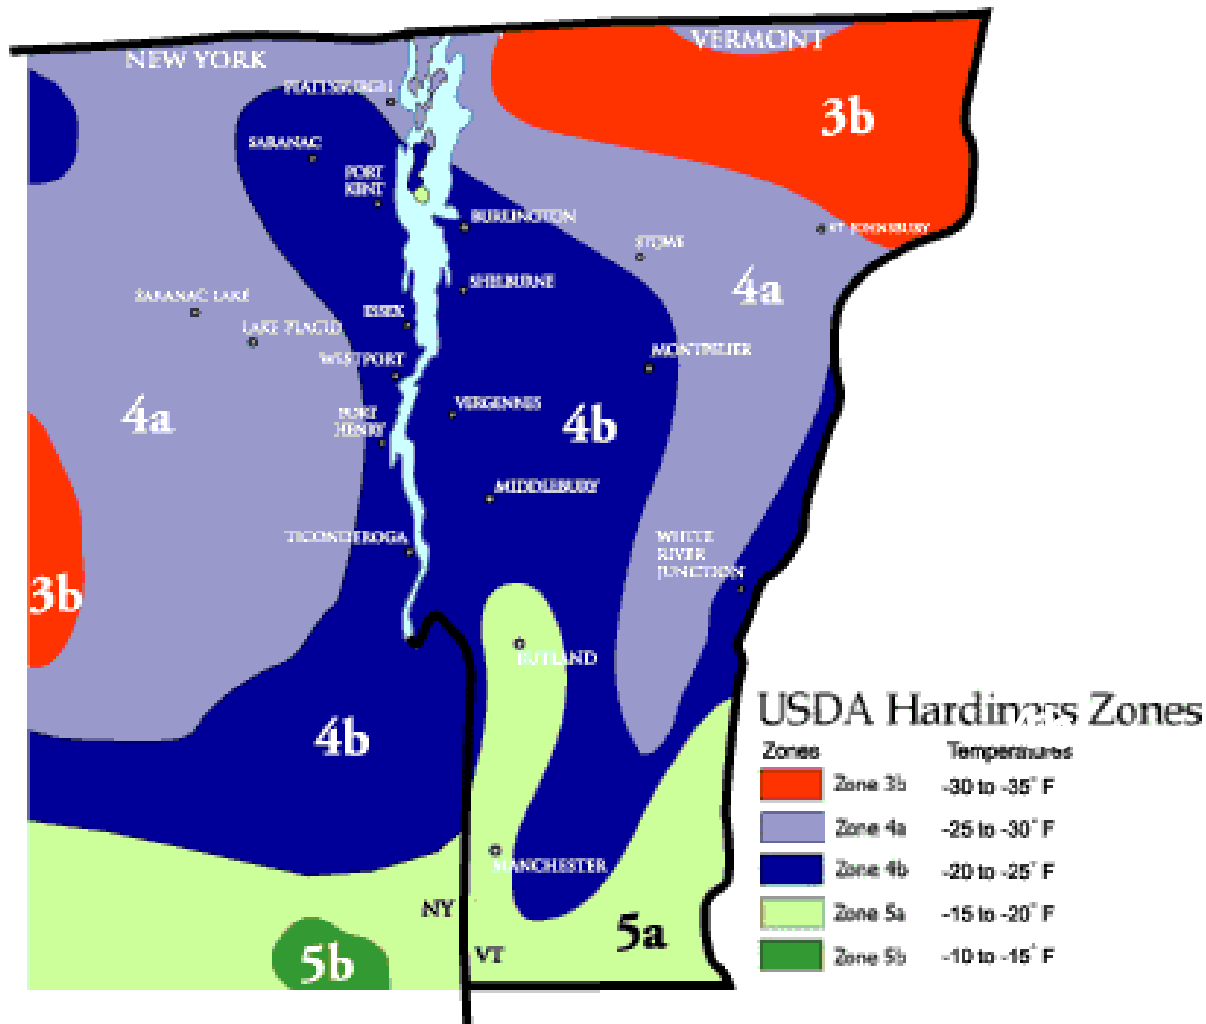 NEW YORK
VERMONT
PLATTSBURGH
3b
SARANAC
PORT
KENT
BURLINGTON
ST JOHNSBURY
STOWE
SHELBURNE
4a
SARANAC LAKE
ESSEX
LAKE PLACID
WESTPORT
MONTPELIER
4a
VERGENNES
PORT
HENRY
4b
MIDDLEBURY
TICONDEROGA
WHITE
RIVER
JUNCTION
3b
RUTLAND
4b
USDA Hardiness Zones
Zones Temperatures
Zone 3b -30 to -35° F
Zone 4a -25 to -30° F
Zone 4b -20 to -25° F
Zone 5a -15 to -20° F
Zone 5b -10 to -15° F
MANCHESTER
NY
5a
VT
5b